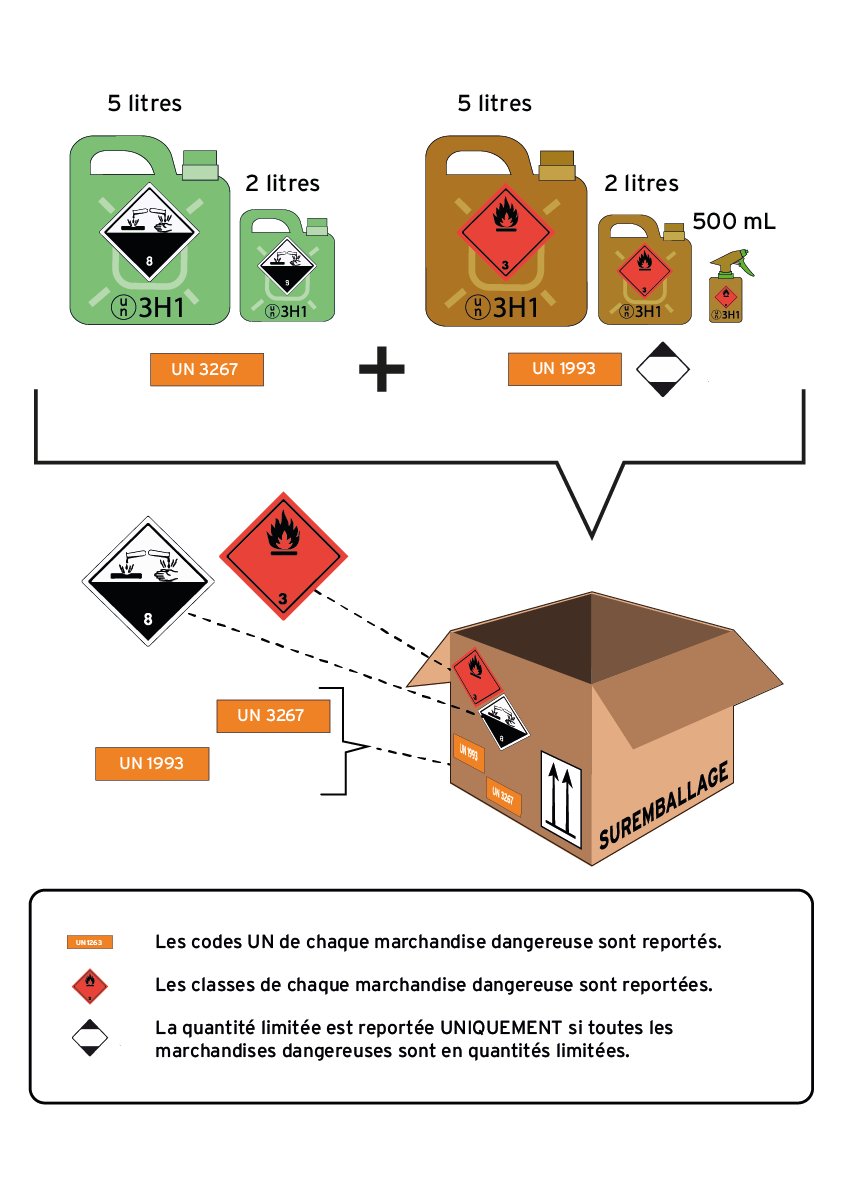 5 litres
5 litres
2 litres
2 litres
500 mL
8
8
3
3
3
un 3H1
un 3H1
un 3H1
un 3H1
un 3H1
UN 3267
UN 1993
8
3
3
8
UN 3267
UN 1993
UN 1993
UN 3267
SUREMBALLAGE
UN1263
Les codes UN de chaque marchandise dangereuse sont reportés.
3
Les classes de chaque marchandise dangereuse sont reportées.
La quantité limitée est reportée UNIQUEMENT si toutes les
marchandises dangereuses sont en quantités limitées.